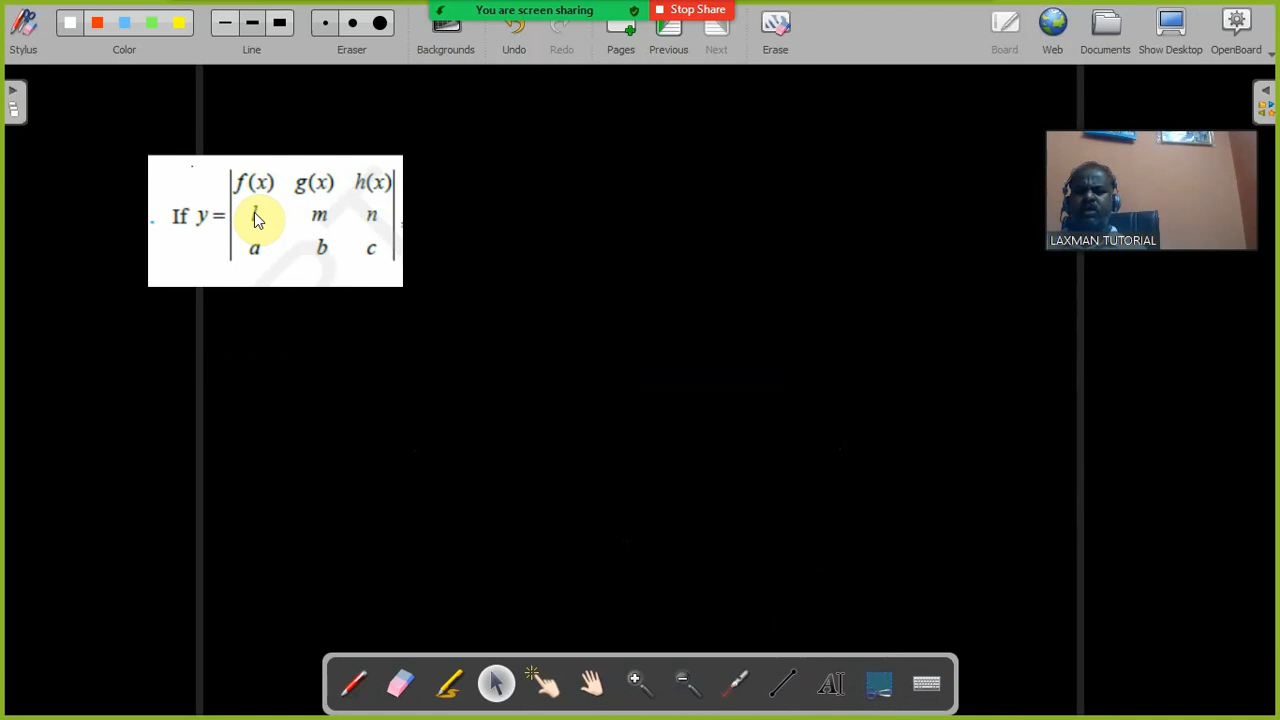 You are screen sharing
Stop Share
Stylus
Color
Line
Eraser
Backgrounds
Undo
Redo
Pages
Previous
Next
Erase
Board
Web
Documents
Show Desktop
OpenBoard
f(x) g(x) h(x)
If y = l m n
a b c
LAXMAN TUTORIAL
AI